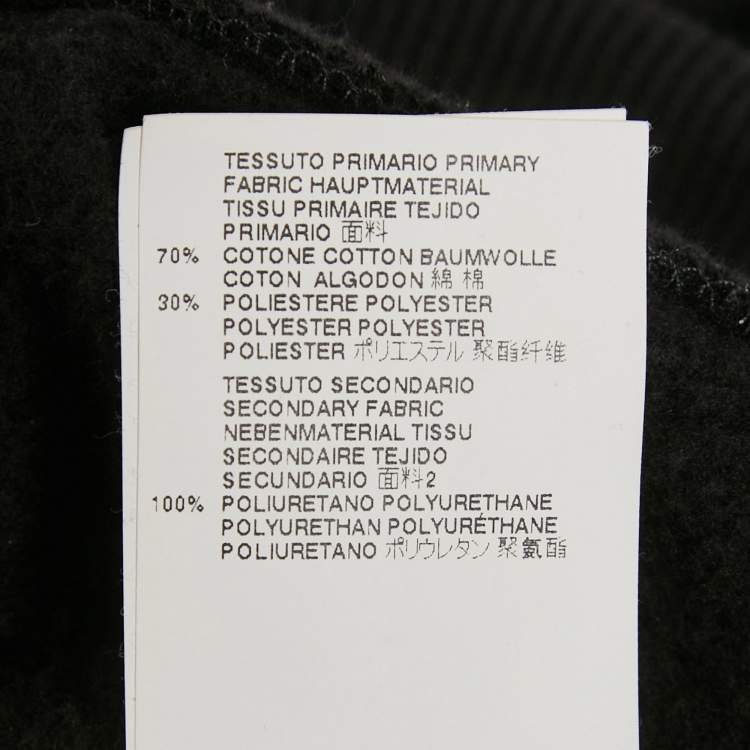 TESSUTO PRIMARIO PRIMARY
FABRIC HAUPTMATERIAL
TISSU PRIMAIRE TEJIDO
PRIMARIO 面料
70% COTONE COTTON BAUMWOLLE
COTON ALGODON 綿 棉
30% POLIESTERE POLYESTER
POLYESTER POLYESTER
POLIESTER ポリエステル 聚酯纤维
TESSUTO SECONDARIO
SECONDARY FABRIC
NEBENMATERIAL TISSU
SECONDAIRE TEJIDO
SECUNDARIO 面料2
100% POLIURETANO POLYURETHANE
POLYURETHAN POLYURÉTHANE
POLIURETANO ポリウレタン 聚氨酯